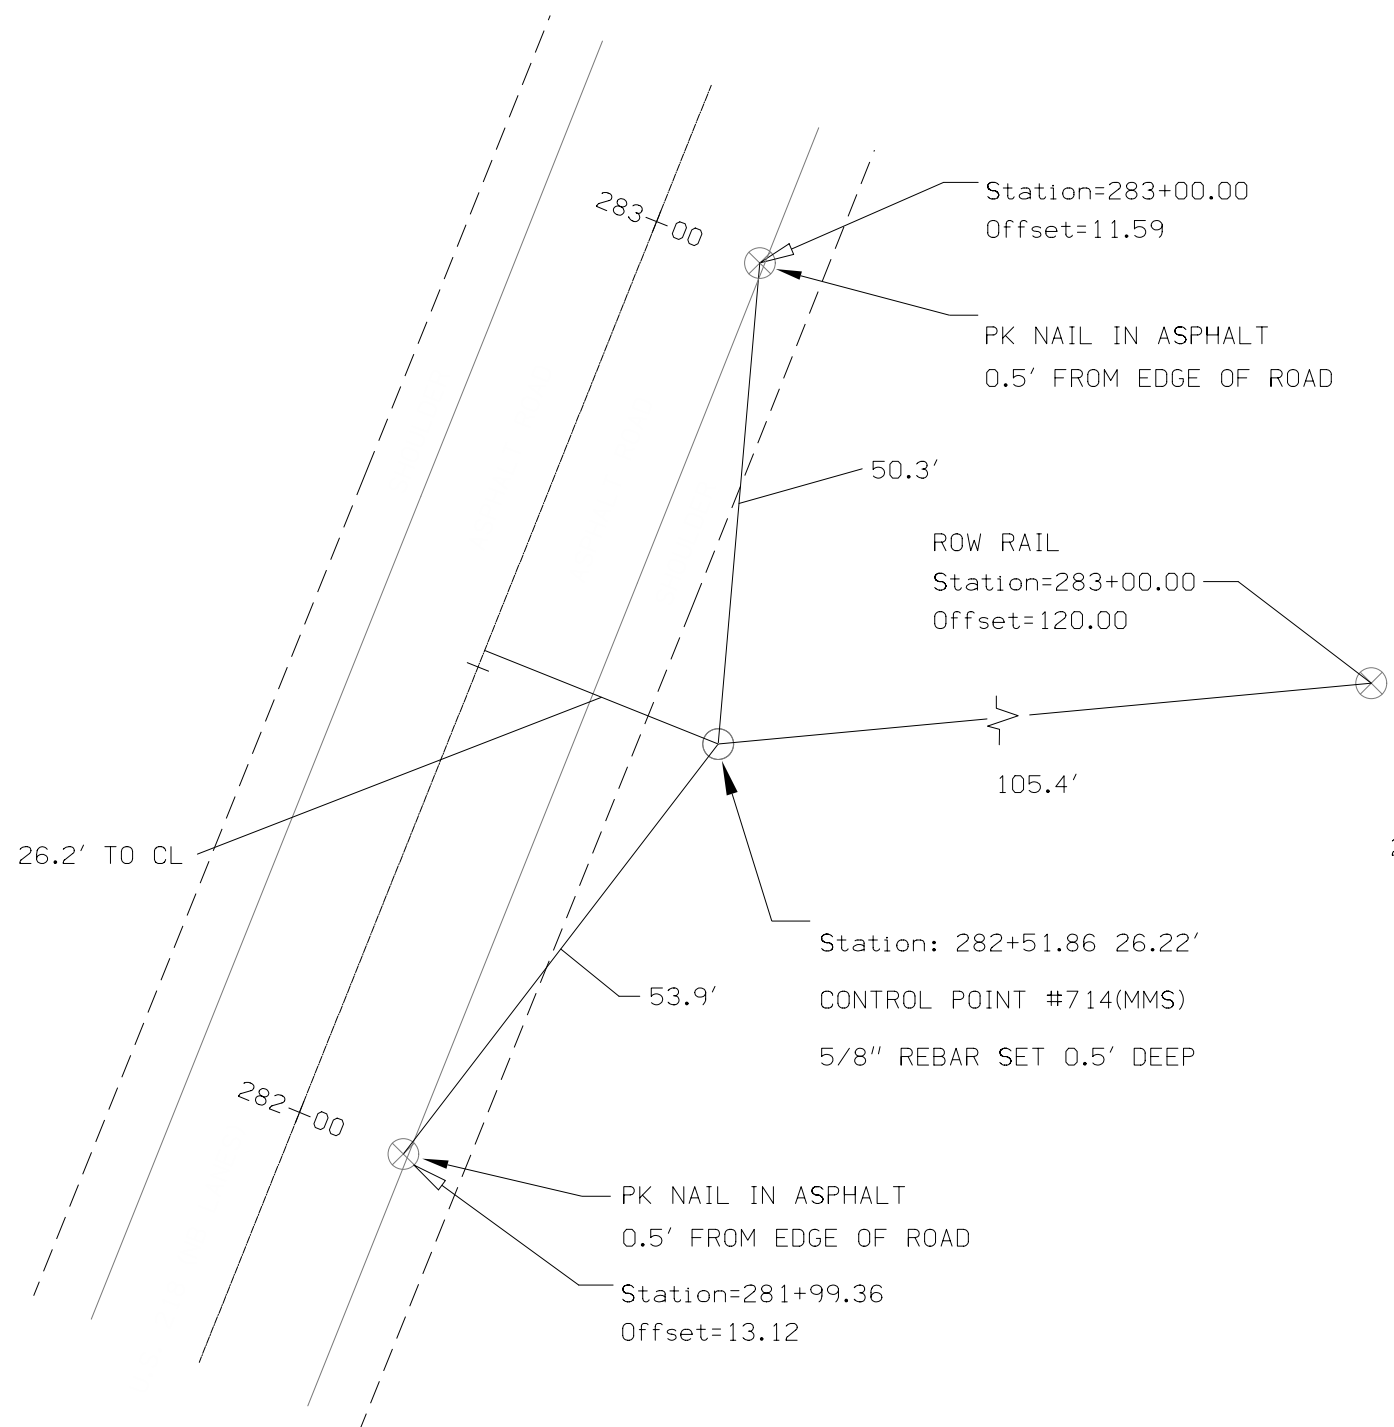 283+00
Station=283+00.00
Offset=11.59
PK NAIL IN ASPHALT
0.5' FROM EDGE OF ROAD
50.3'
ROW RAIL
Station=283+00.00
Offset=120.00
105.4'
26.2' TO CL
Station: 282+51.86 26.22'
CONTROL POINT #714(MMS)
5/8" REBAR SET 0.5' DEEP
53.9'
282+00
PK NAIL IN ASPHALT
0.5' FROM EDGE OF ROAD
Station=281+99.36
Offset=13.12